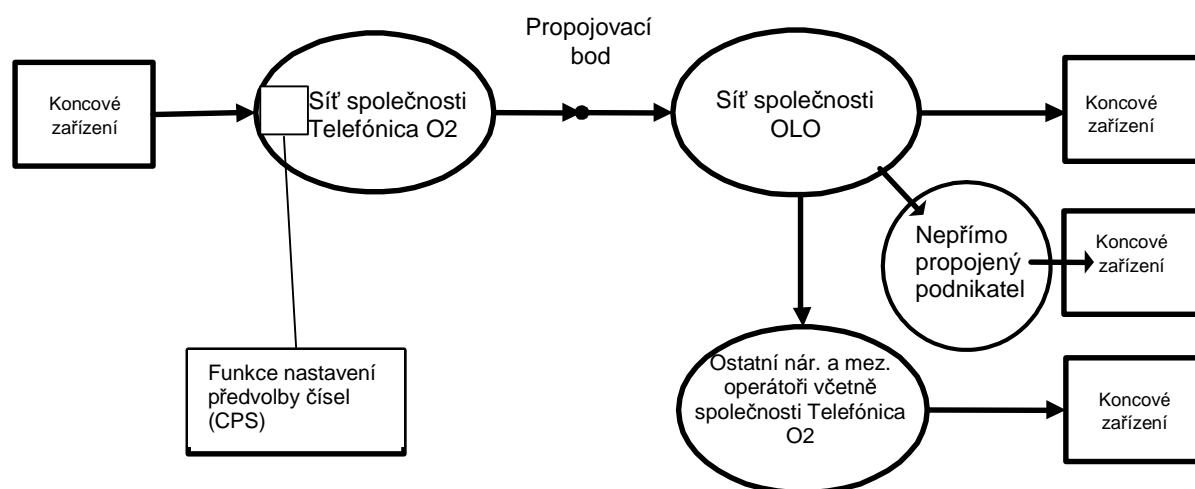 Propojovací
bod
Koncové
zařízení
Síť společnosti
Telefónica O2
Síť společnosti
OLO
Koncové
zařízení
Nepřímo
propojený
podnikatel
Koncové
zařízení
Funkce nastavení
předvolby čísel
(CPS)
Ostatní nár. a mez.
operátoři včetně
společnosti Telefónica
O2
Koncové
zařízení